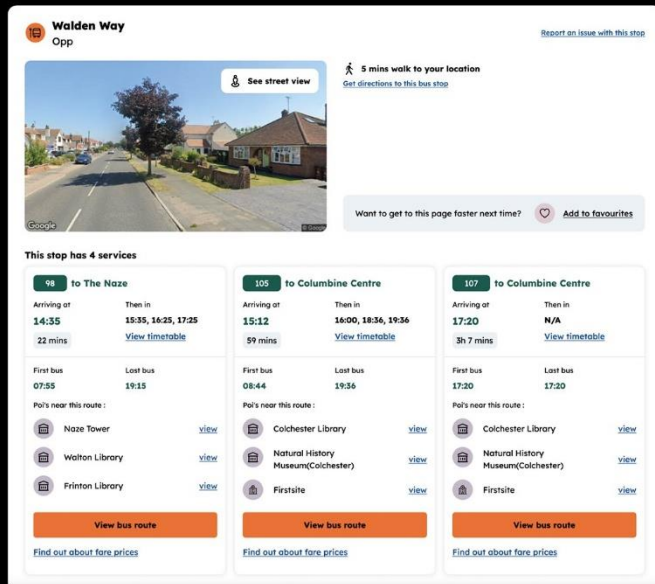 Walden Way
Opp
Report an issue with this stop
See street view
Google
© Google
5 mins walk to your location
Get directions to this bus stop
Want to get to this page faster next time?
Add to favourites
This stop has 4 services
98 to The Naze
Arriving at Then in
14:35 15:35, 16:25, 17:25
22 mins View timetable
First bus Last bus
07:55 19:15
Poi's near this route :
Naze Tower view
Walton Library view
Frinton Library view
View bus route
Find out about fare prices
105 to Columbine Centre
Arriving at Then in
15:12 16:00, 18:36, 19:36
59 mins View timetable
First bus Last bus
08:44 19:36
Poi's near this route :
Colchester Library view
Natural History
Museum(Colchester) view
Firstsite view
View bus route
Find out about fare prices
107 to Columbine Centre
Arriving at Then in
17:20 N/A
3h 7 mins View timetable
First bus Last bus
17:20 17:20
Poi's near this route :
Colchester Library view
Natural History
Museum(Colchester) view
Firstsite view
View bus route
Find out about fare prices